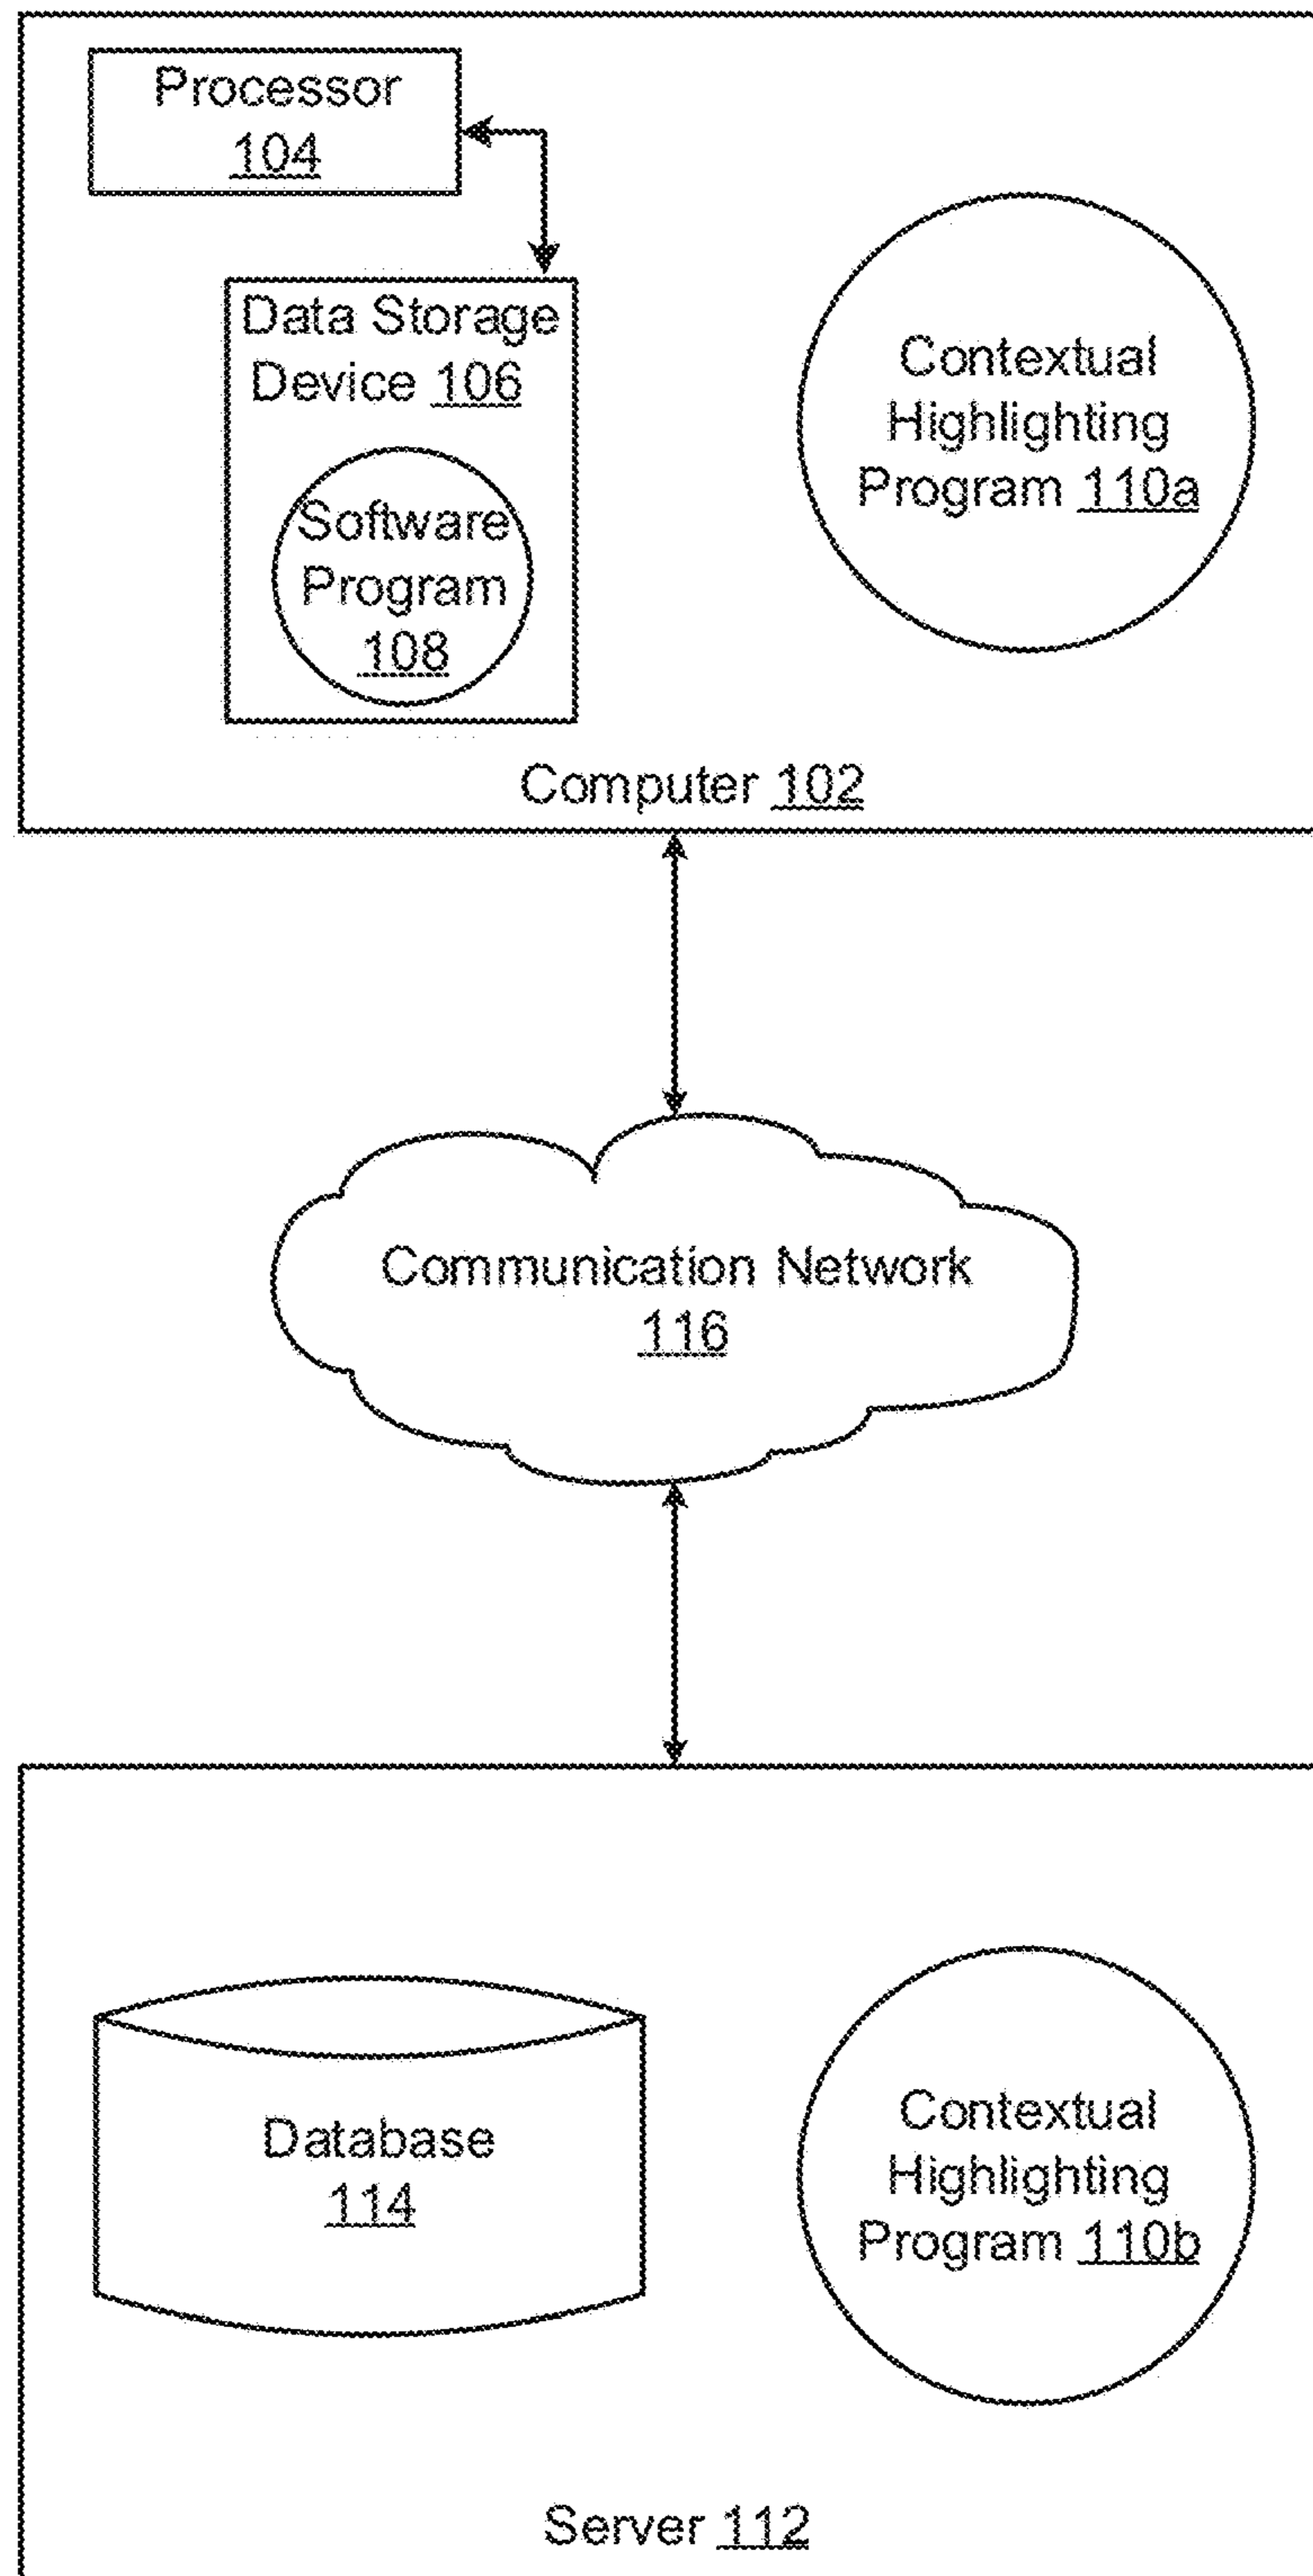 Processor
104
Data Storage
Device 106
Software
Program
108
Contextual
Highlighting
Program 110a
Computer 102
Communication Network
116
Database
114
Contextual
Highlighting
Program 110b
Server 112